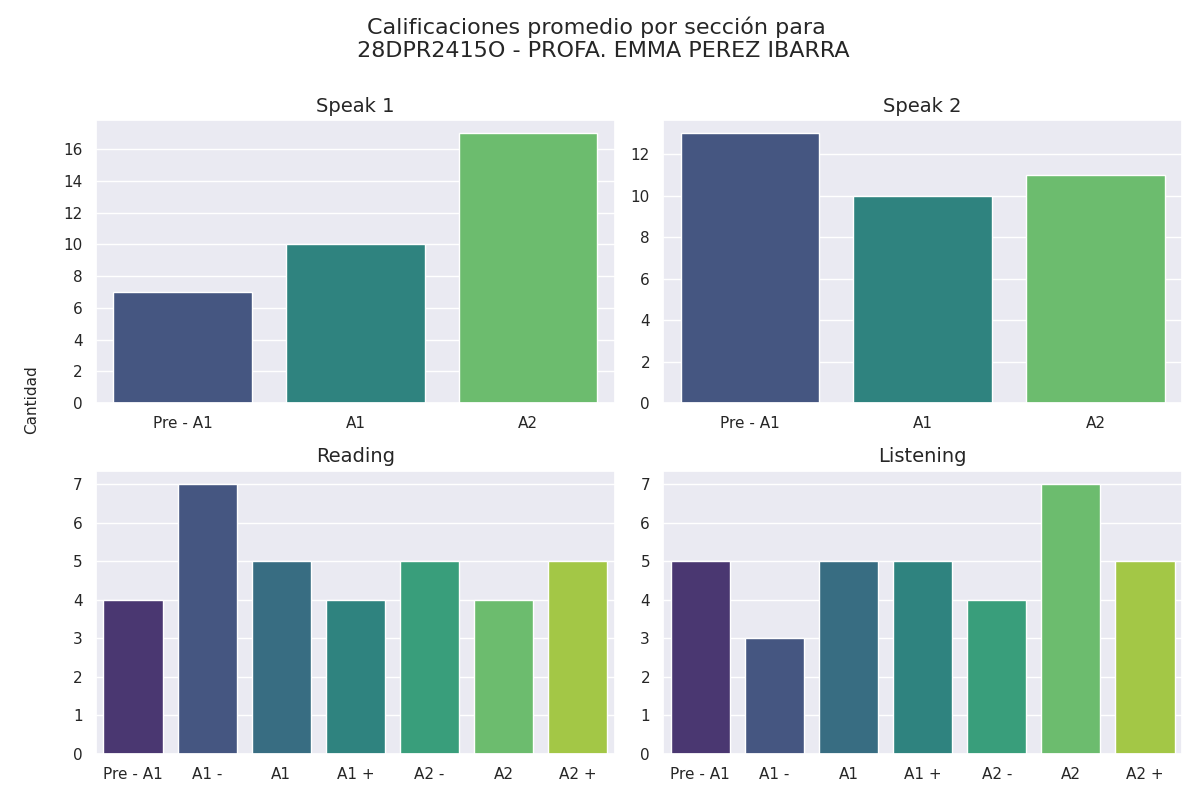 Calificaciones promedio por sección para
28DPR2415O - PROFA. EMMA PEREZ IBARRA
Speak 1
16
14
12
10
8
6
4
2
0
Pre - A1 A1 A2
Speak 2
12
10
8
6
4
2
0
Pre - A1 A1 A2
Cantidad
Reading
7
6
5
4
3
2
1
0
Pre - A1 A1 - A1 A1 + A2 - A2 A2 +
Listening
7
6
5
4
3
2
1
0
Pre - A1 A1 - A1 A1 + A2 - A2 A2 +